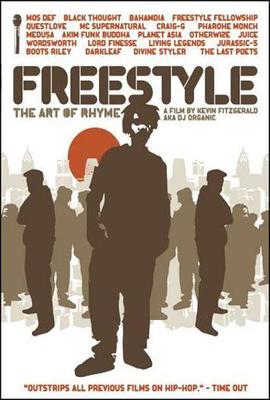 MOS DEF BLACK THOUGHT BAHAMDIA FREESTYLE FELLOWSHIP
QUESTLOVE MC SUPERNATURAL CRAIG-G PHAROHE MONCH
MEDUSA AKIM FUNK BUDDHA PLANET ASIA OTHERWIZE JUICE
WORDSWORTH LORD FINESSE LIVING LEGENDS JURASSIC-5
BOOTS RILEY DARKLEAF DIVINE STYLER THE LAST POETS
FREESTYLE
THE ART OF RHYME
A FILM BY KEVIN FITZGERALD
AKA DJ ORGANIC
"OUTSTRIPS ALL PREVIOUS FILMS ON HIP-HOP." - TIME OUT